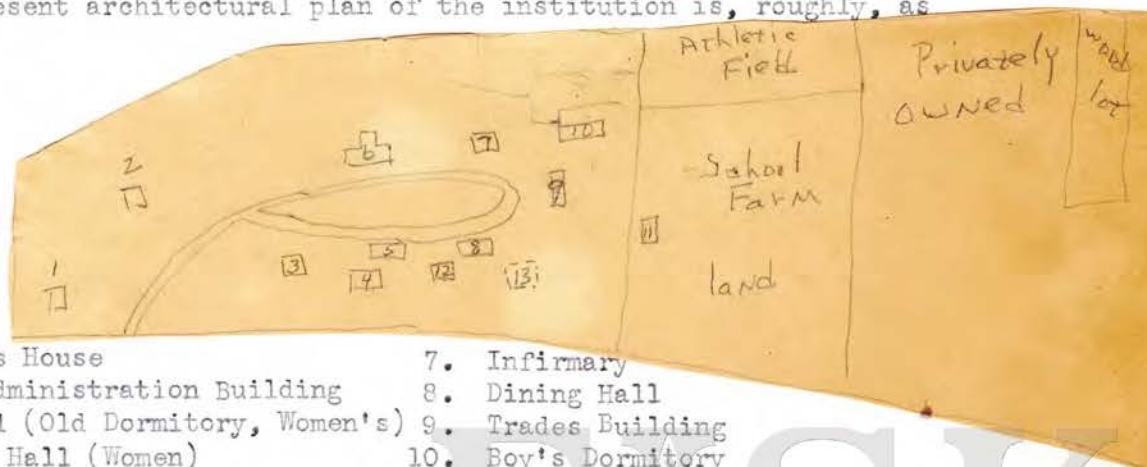 esent architectural plan of the institution is, roughly, as
Athletic
Field
Privately
owned
wood
lot
2
6
7
10
School
Farm
land
9
11
1
3
5
8
4
12
13
s House
dministration Building
l (Old Dormitory, Women's)
Hall (Women)
7. Infirmary
8. Dining Hall
9. Trades Building
10. Boy's Dormitory
FISK